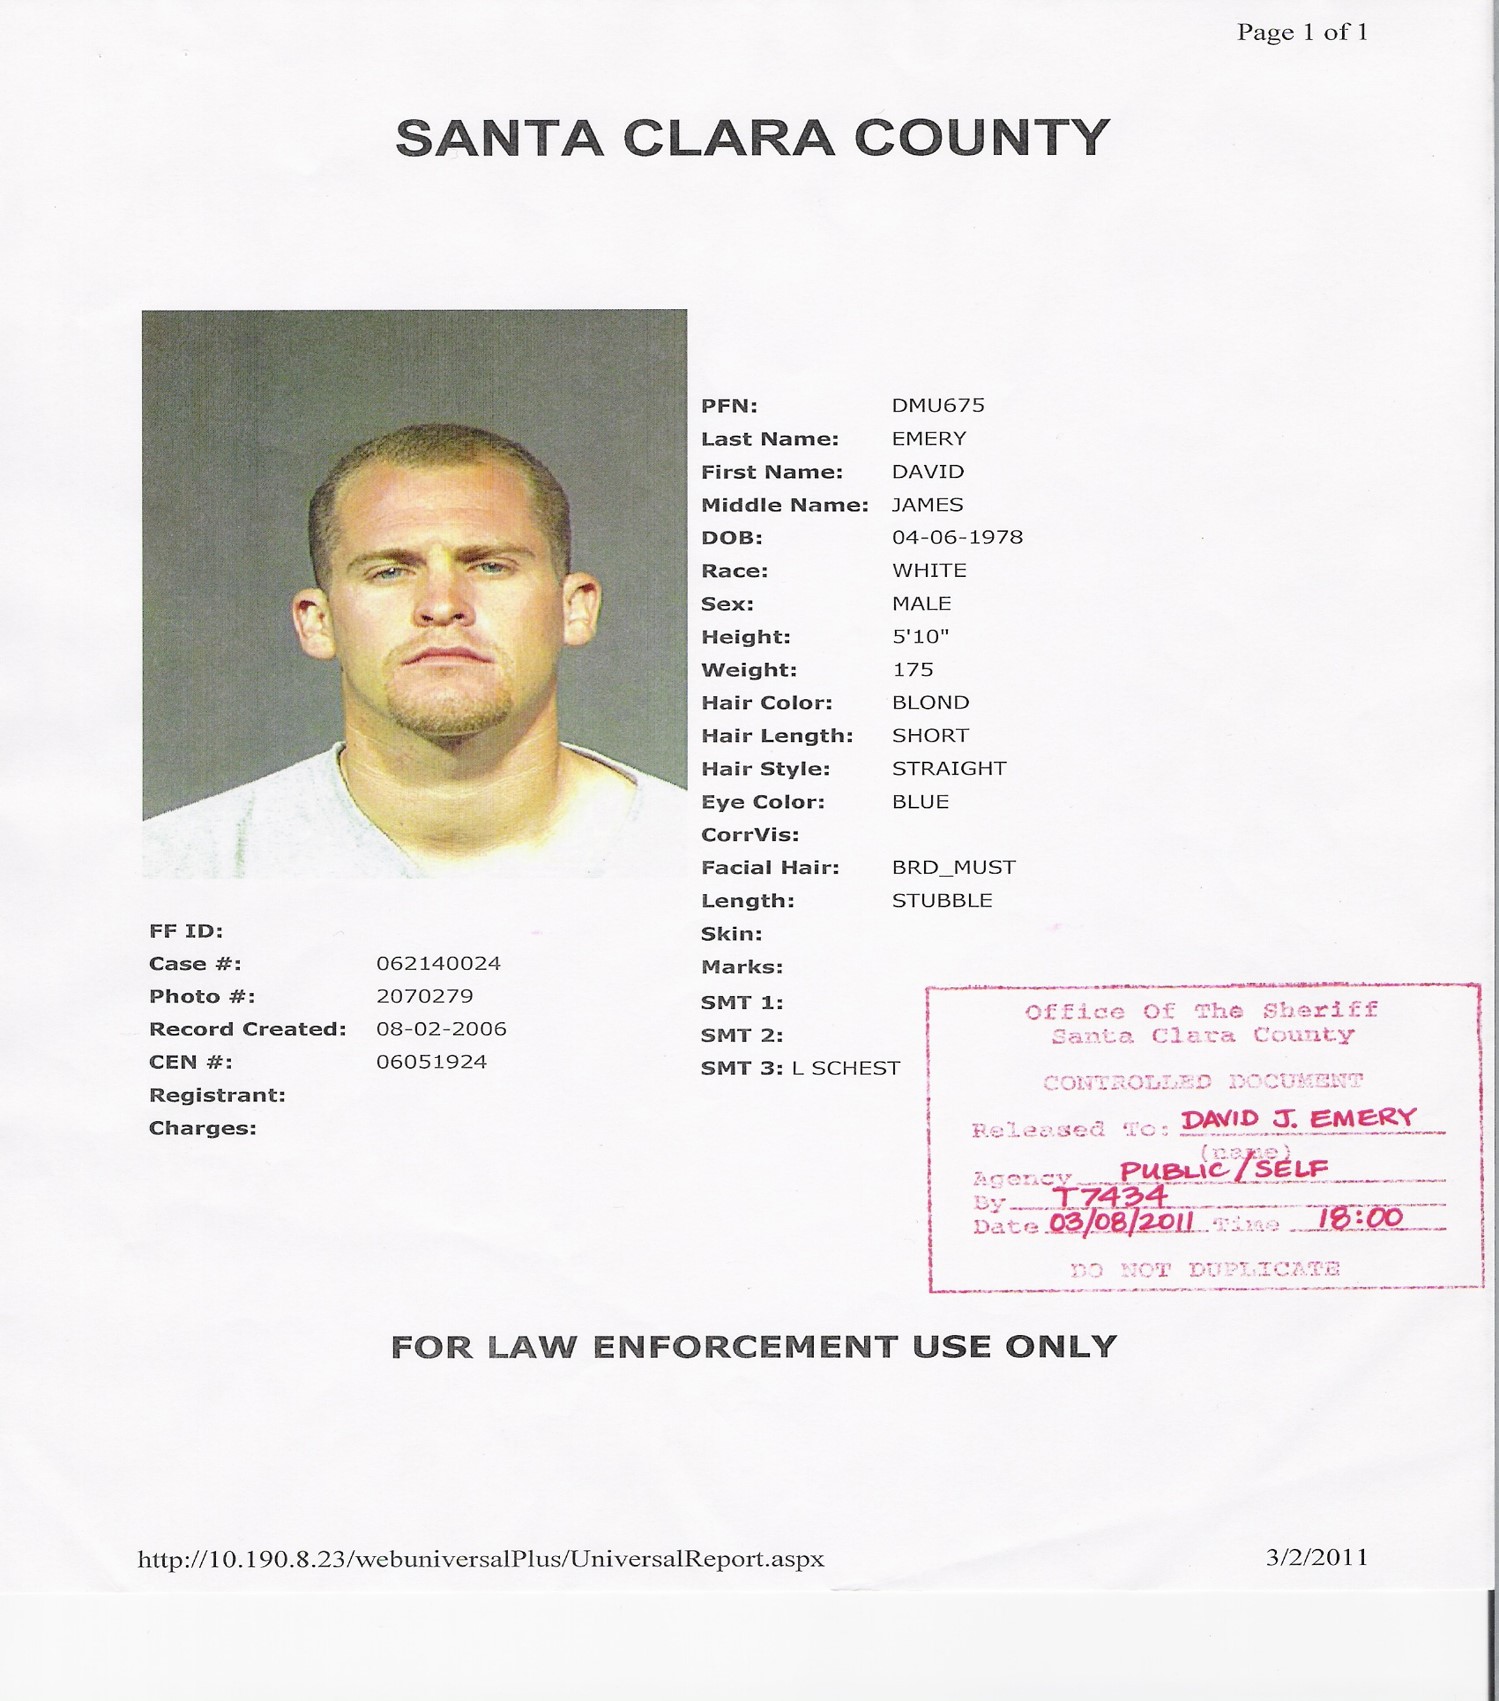 Page 1 of 1
SANTA CLARA COUNTY
PFN: DMU675
Last Name: EMERY
First Name: DAVID
Middle Name: JAMES
DOB: 04-06-1978
Race: WHITE
Sex: MALE
Height: 5'10"
Weight: 175
Hair Color: BLOND
Hair Length: SHORT
Hair Style: STRAIGHT
Eye Color: BLUE
CorrVis:
Facial Hair: BRD_MUST
Length: STUBBLE
Skin:
Marks:
SMT 1:
SMT 2:
SMT 3: L SCHEST
FF ID:
Case #: 062140024
Photo #: 2070279
Record Created: 08-02-2006
CEN #: 06051924
Registrant:
Charges:
Office Of The Sheriff
Santa Clara County
CONTROLLED DOCUMENT
Released To: DAVID J. EMERY
(name)
Agency PUBLIC/SELF
By T7434
Date 03/08/2011 Time 18:00
DO NOT DUPLICATE
FOR LAW ENFORCEMENT USE ONLY
http://10.190.8.23/webuniversalPlus/UniversalReport.aspx 3/2/2011